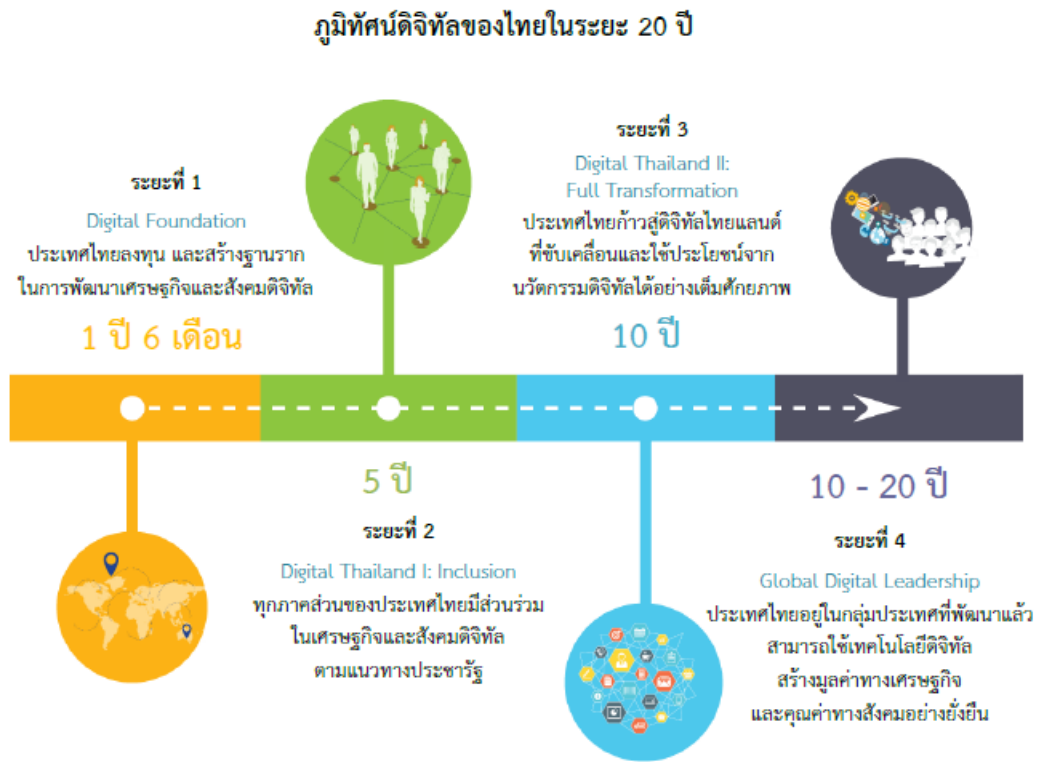 ภูมิทัศน์ดิจิทัลของไทยในระยะ 20 ปี
ระยะที่ 1
Digital Foundation
ประเทศไทยลงทุน และสร้างฐานราก
ในการพัฒนาเศรษฐกิจและสังคมดิจิทัล
1 ปี 6 เดือน
5 ปี
ระยะที่ 2
Digital Thailand I: Inclusion
ทุกภาคส่วนของประเทศไทยมีส่วนร่วม
ในเศรษฐกิจและสังคมดิจิทัล
ตามแนวทางประชารัฐ
ระยะที่ 3
Digital Thailand II:
Full Transformation
ประเทศไทยก้าวสู่ดิจิทัลไทยแลนด์
ที่ขับเคลื่อนและใช้ประโยชน์จาก
นวัตกรรมดิจิทัลได้อย่างเต็มศักยภาพ
10 ปี
10 - 20 ปี
ระยะที่ 4
Global Digital Leadership
ประเทศไทยอยู่ในกลุ่มประเทศที่พัฒนาแล้ว
สามารถใช้เทคโนโลยีดิจิทัล
สร้างมูลค่าทางเศรษฐกิจ
และคุณค่าทางสังคมอย่างยั่งยืน